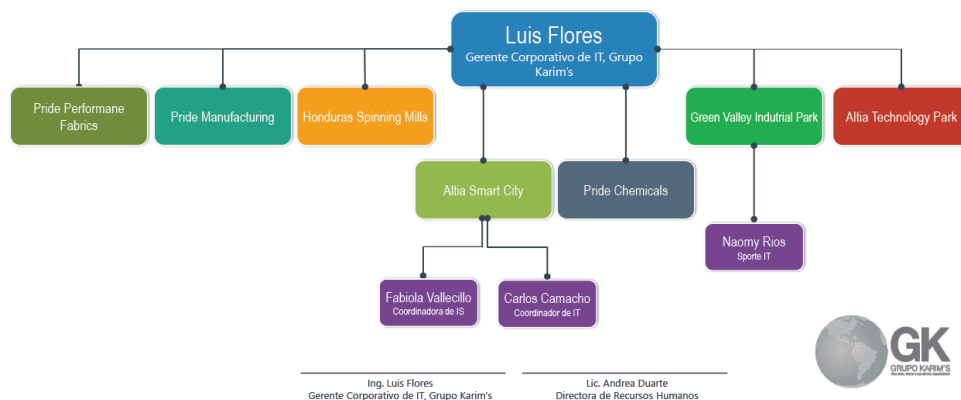 Luis Flores
Gerente Corporativo de IT, Grupo
Karim's
Pride Performane
Fabrics
Pride Manufacturing
Honduras Spinning Mills
Green Valley Indutrial Park
Altia Technology Park
Altia Smart City
Pride Chemicals
Naomy Rios
Sporte IT
Fabiola Vallecillo
Coordinadora de IS
Carlos Camacho
Coordinador de IT
GK
GRUPO KARIM'S
Ing. Luis Flores
Gerente Corporativo de IT, Grupo Karim's
Lic. Andrea Duarte
Directora de Recursos Humanos